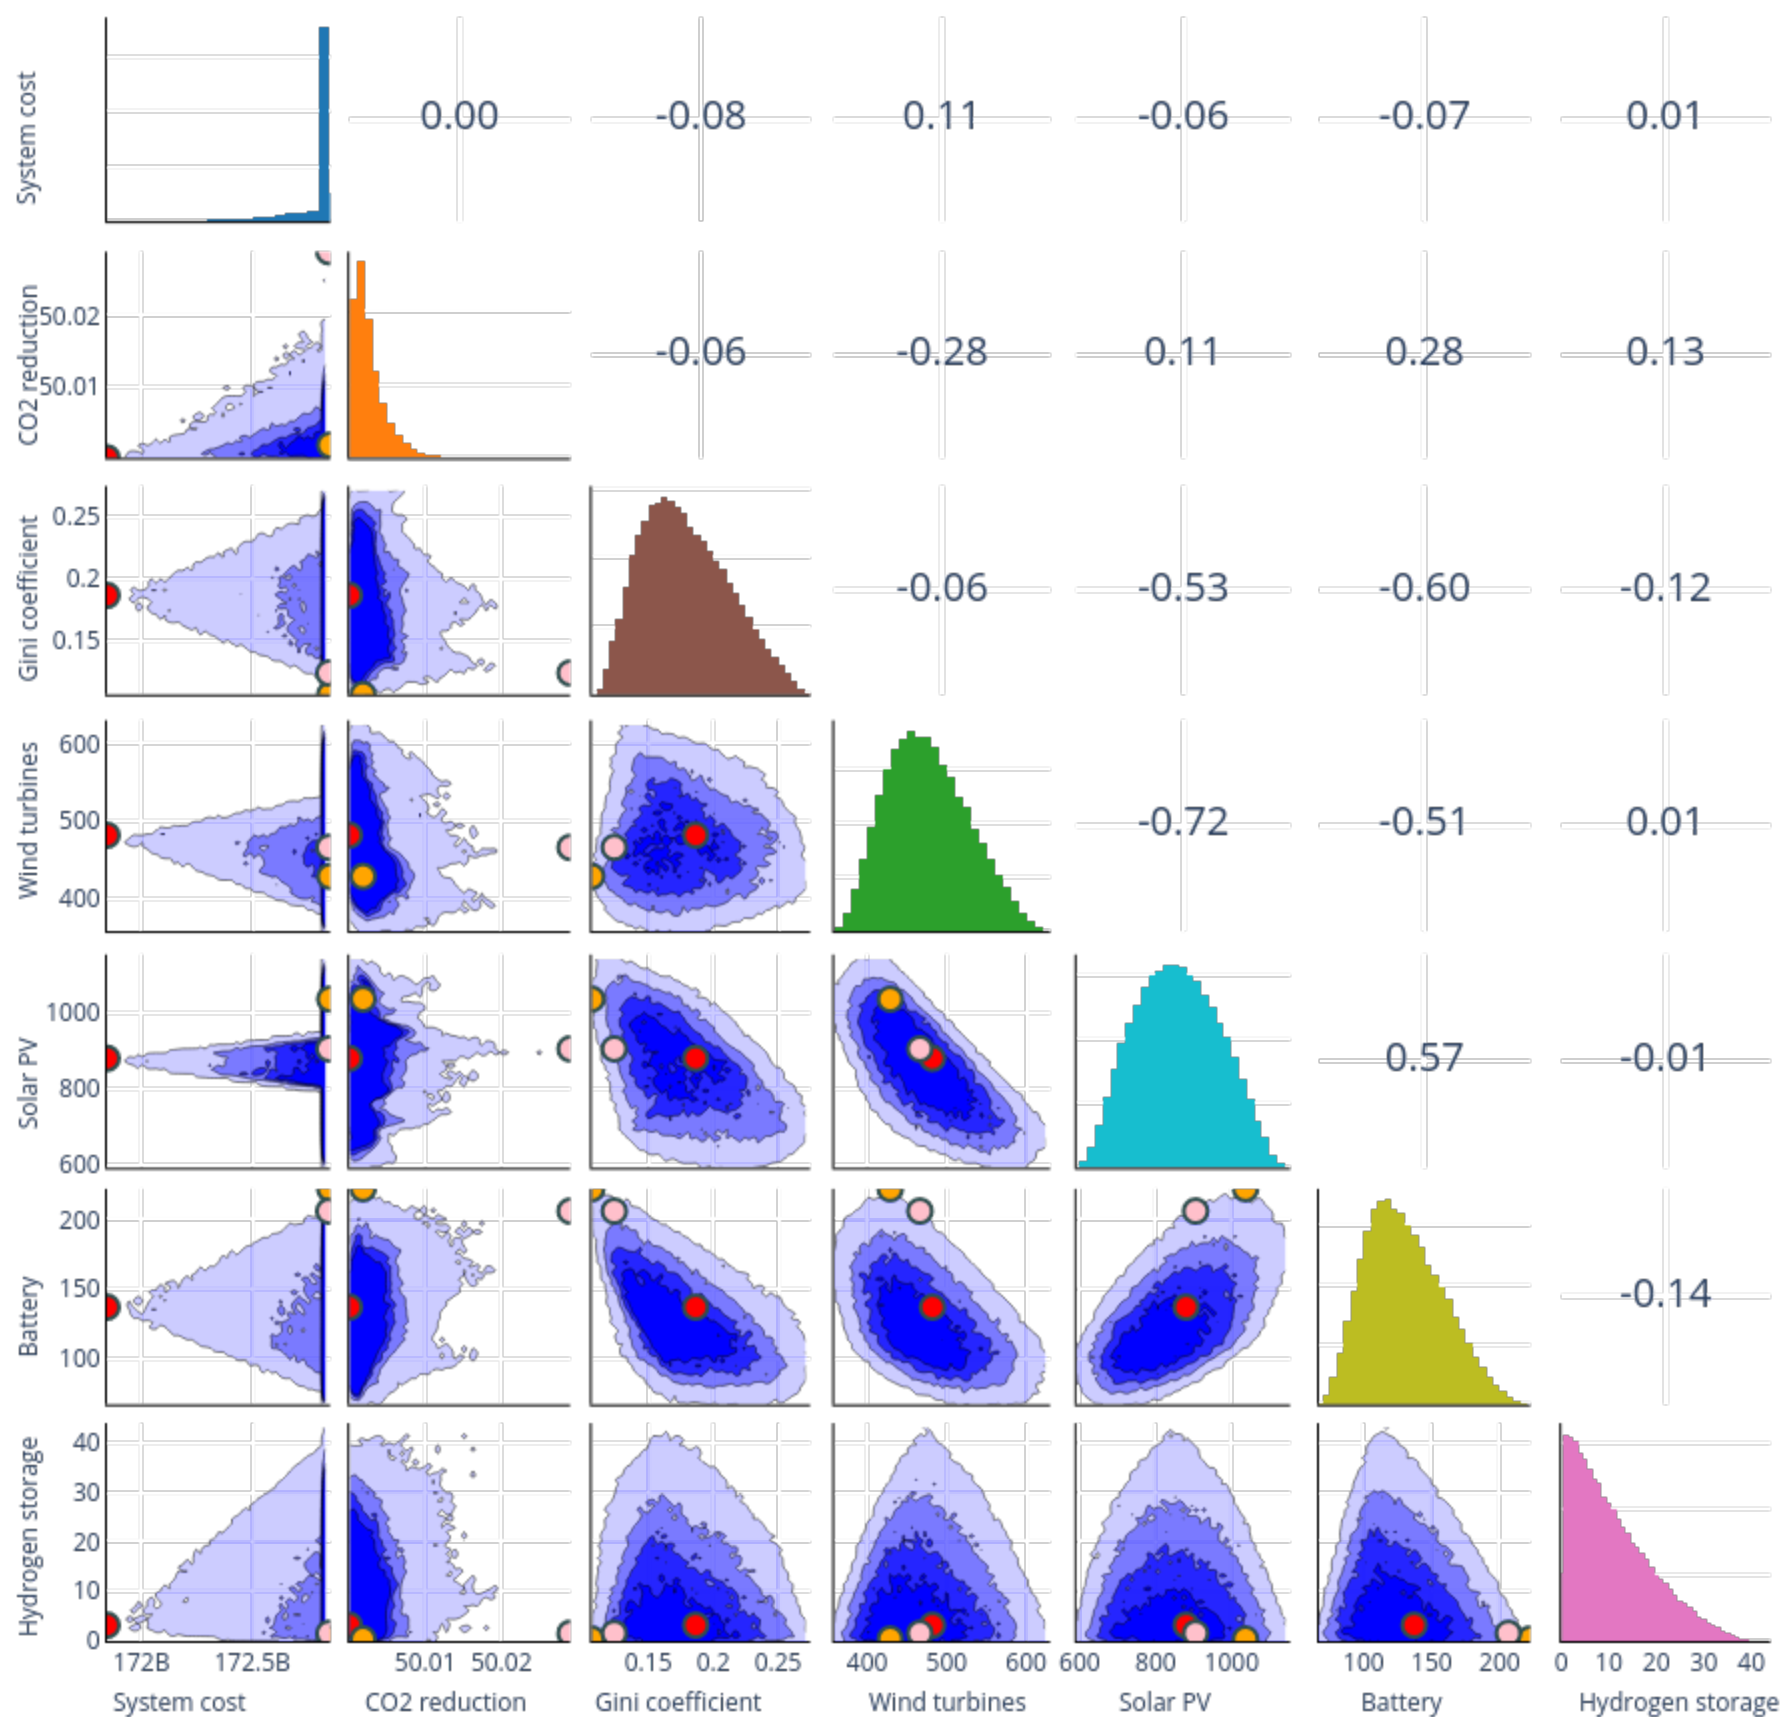 System cost
0.00 -0.08 0.11 -0.06 -0.07 0.01
CO2 reduction
50.02
50.01
-0.06 -0.28 0.11 0.28 0.13
Gini coefficient
0.25
0.2
0.15
-0.06 -0.53 -0.60 -0.12
Wind turbines
600
500
400
-0.72 -0.51 0.01
Solar PV
1000
800
600
0.57 -0.01
Battery
200
150
100
-0.14
Hydrogen storage
40
30
20
10
0
172B 172.5B 50.01 50.02 0.15 0.2 0.25 400 500 600 600 800 1000 100 150 200 0 10 20 30 40
System cost CO2 reduction Gini coefficient Wind turbines Solar PV Battery Hydrogen storage